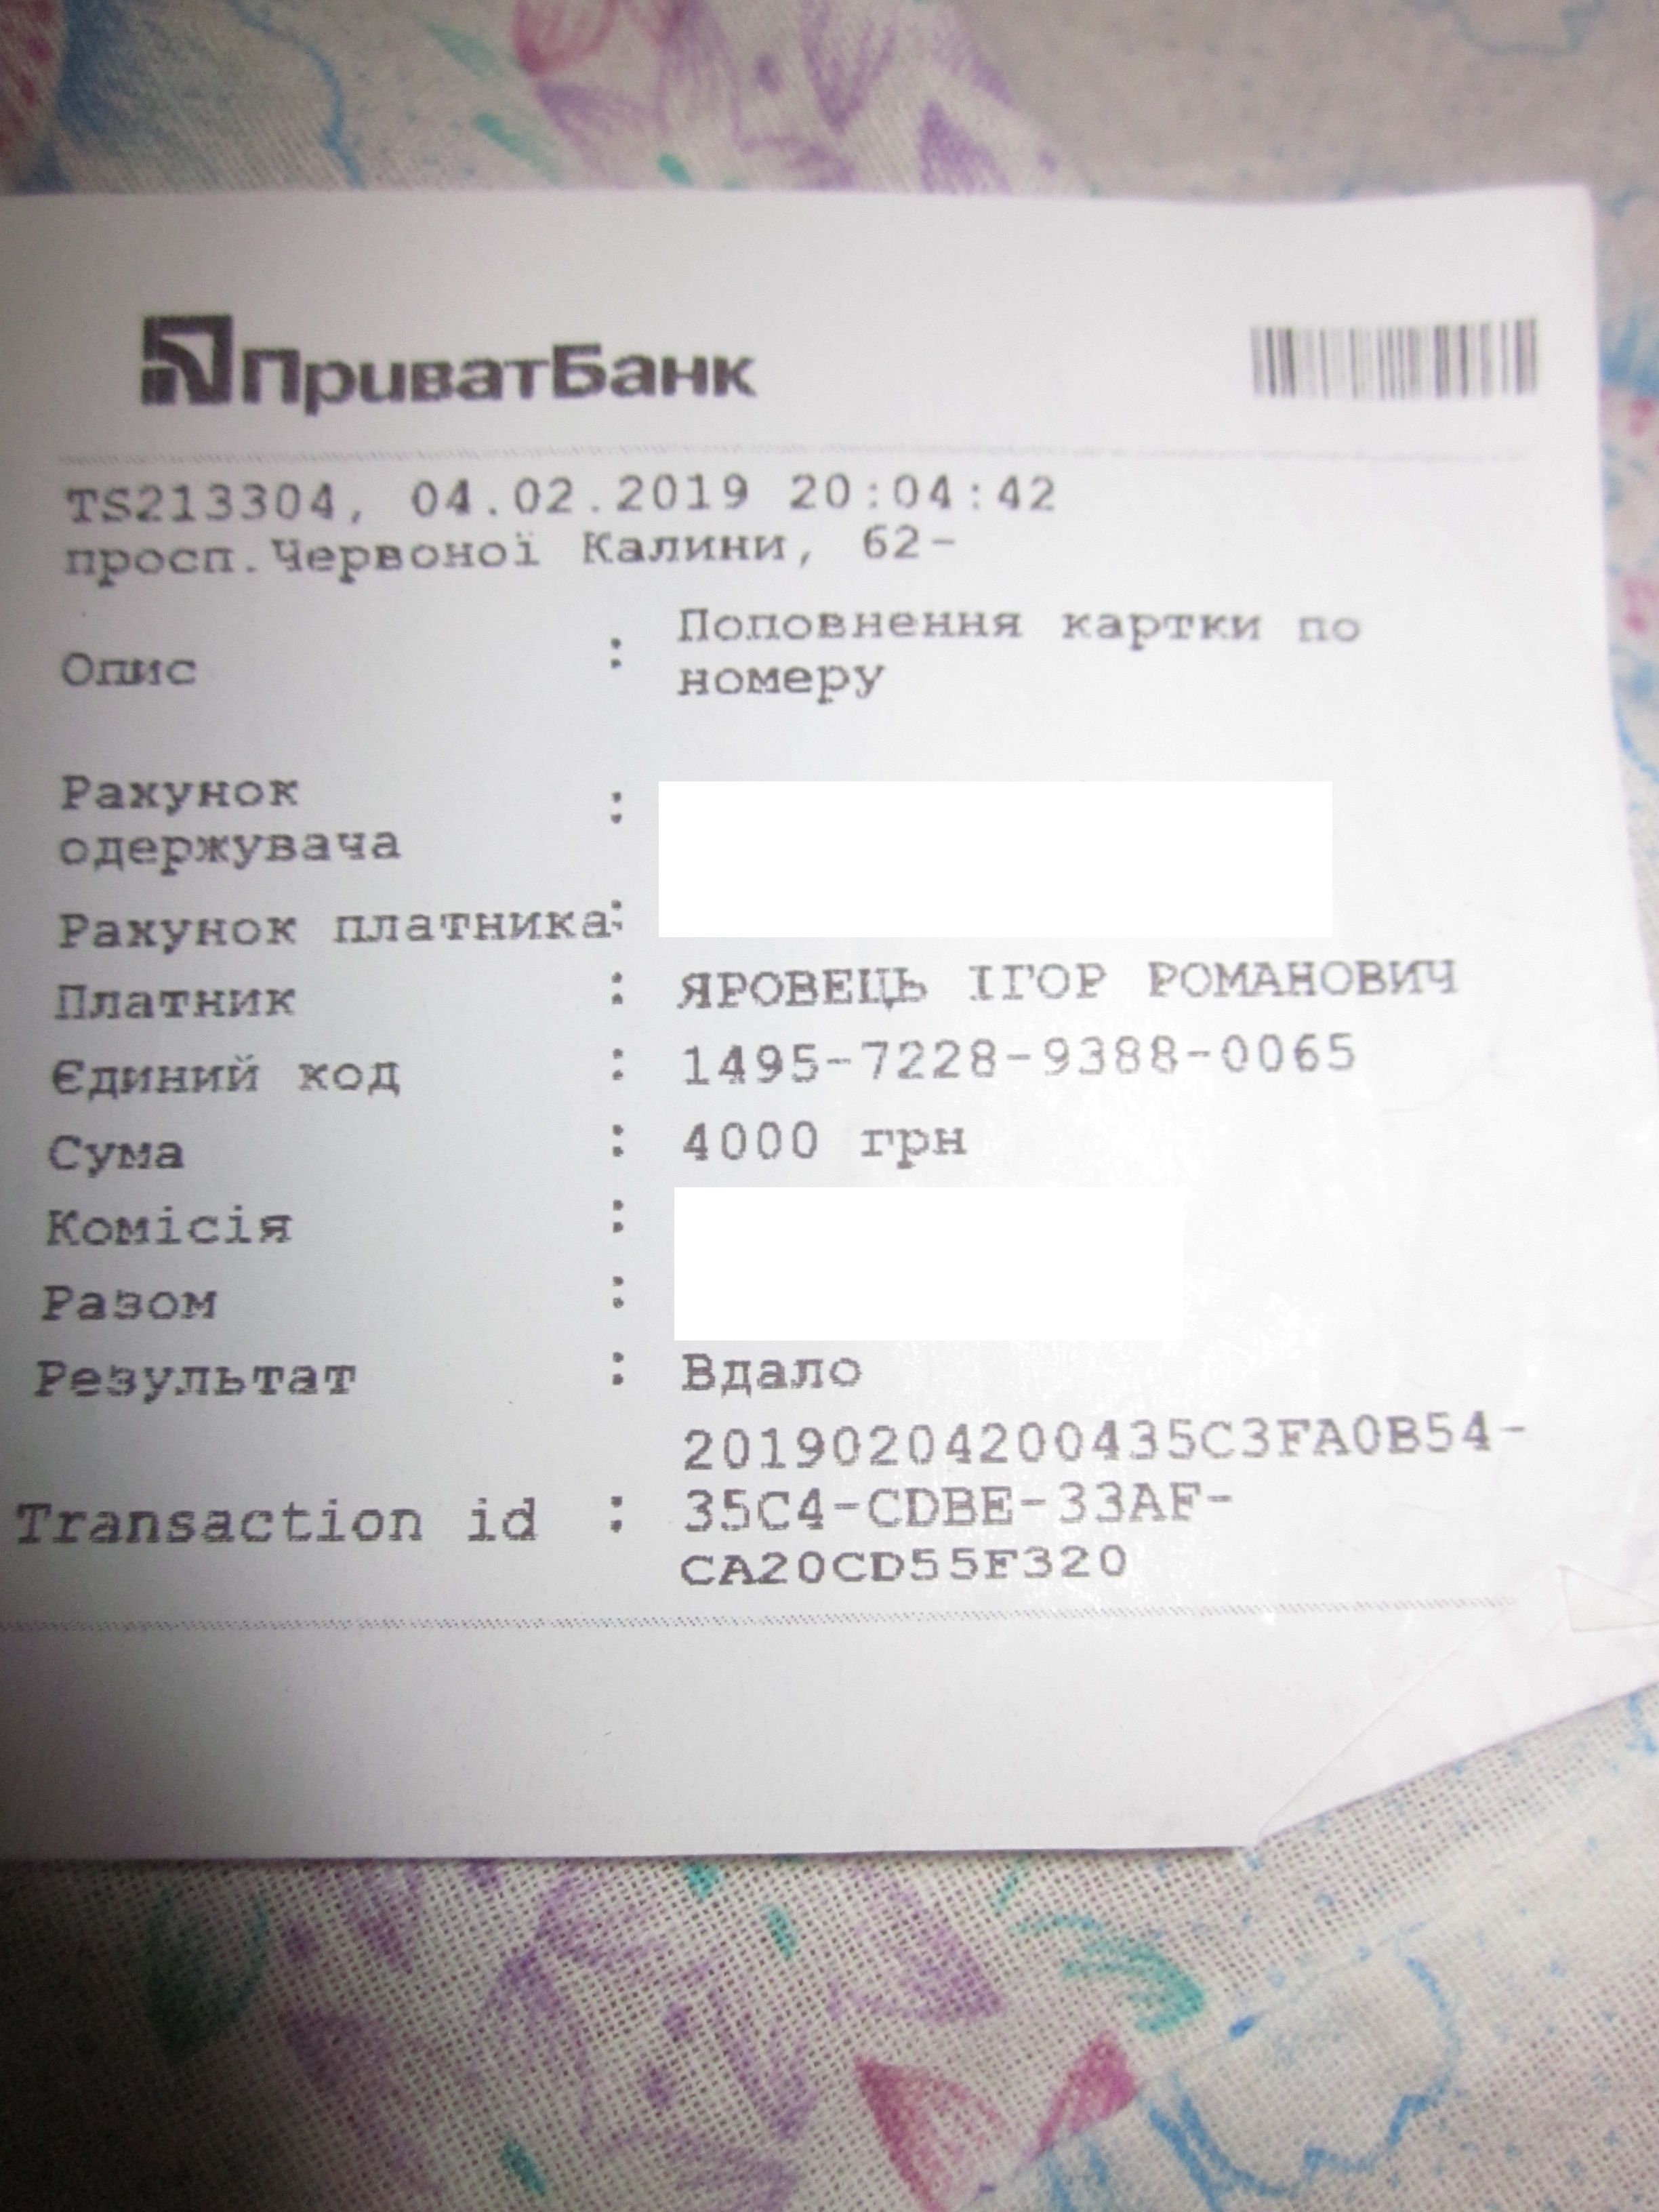 ПриватБанк
TS213304, 04.02.2019 20:04:42
просп.Червоної Калини, 62-
Опис : Поповнення картки по
номеру
Рахунок
одержувача :
Рахунок платника:
Платник : ЯРОВЕЦЬ ІГОР РОМАНОВИЧ
Єдиний код : 1495-7228-9388-0065
Сума : 4000 грн
Комісія :
Разом :
Результат : Вдало
Transaction id : 20190204200435C3FA0B54-
35C4-CDBE-33AF-
CA20CD55F320